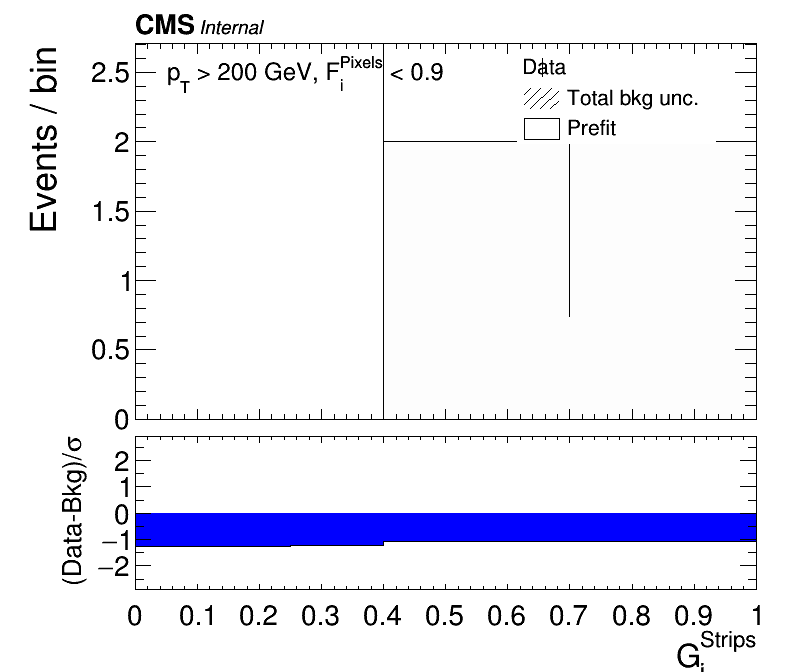 CMS Internal
p_T > 200 GeV, F_i^Pixels < 0.9
Data
Total bkg unc.
Prefit
Events / bin
2.5
2
1.5
1
0.5
0
(Data-Bkg)/σ
2
1
0
−1
−2
0 0.1 0.2 0.3 0.4 0.5 0.6 0.7 0.8 0.9 1
G_i^Strips